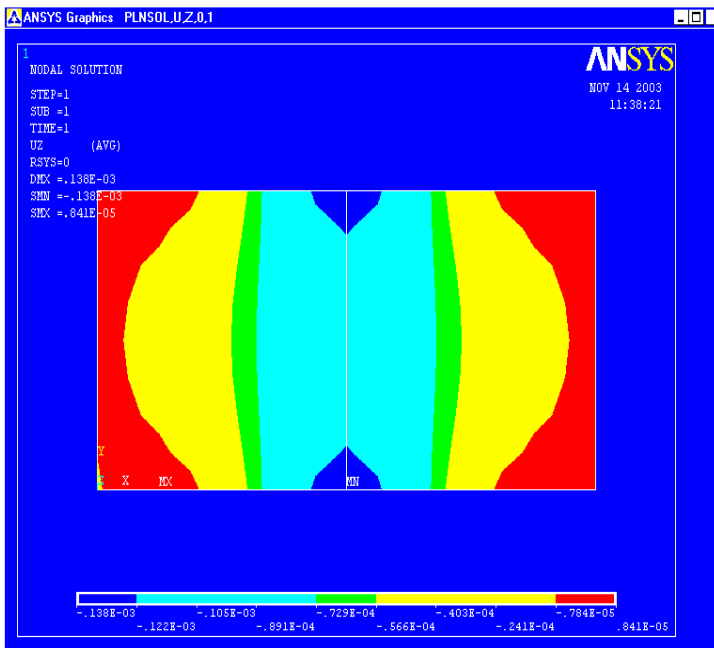 ANSYS Graphics PLNSOL,U,Z,0,1
1
ANSYS
NODAL SOLUTION
NOV 14 2003
11:38:21
STEP=1
SUB =1
TIME=1
UZ (AVG)
RSYS=0
DMX =.138E-03
SMN =-.138E-03
SMX =.841E-05
Y
Z X MX MN
-.138E-03 -.105E-03 -.729E-04 -.403E-04 -.784E-05
-.122E-03 -.891E-04 -.566E-04 -.241E-04 .841E-05